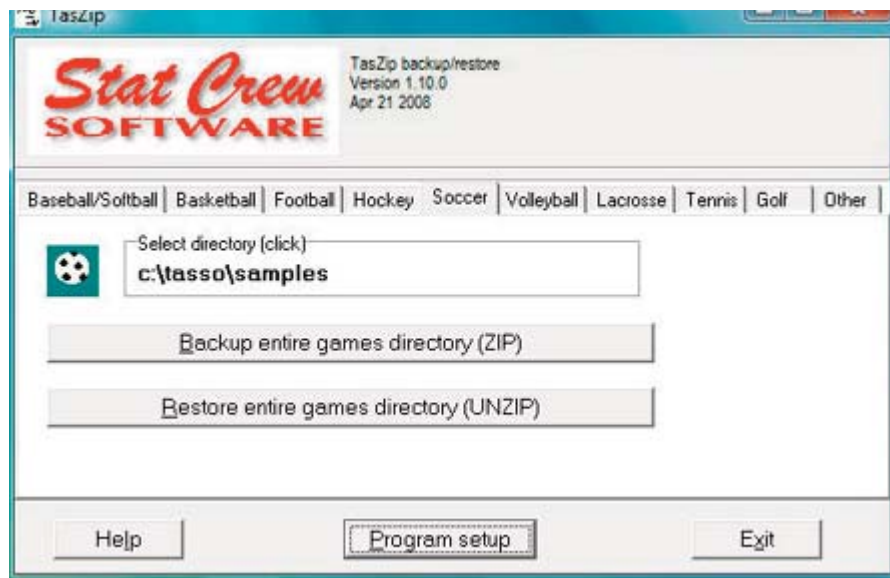 TasZip
Stat Crew
SOFTWARE
TasZip backup/restore
Version 1.10.0
Apr 21 2008
Baseball/Softball Basketball Football Hockey Soccer Volleyball Lacrosse Tennis Golf Other
Select directory (click)
c:\tasso\samples
Backup entire games directory (ZIP)
Restore entire games directory (UNZIP)
Help Program setup Exit